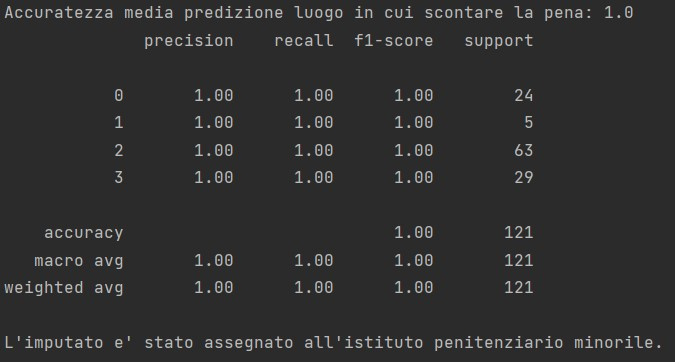 Accuratezza media predizione luogo in cui scontare la pena: 1.0
precision recall f1-score support
0 1.00 1.00 1.00 24
1 1.00 1.00 1.00 5
2 1.00 1.00 1.00 63
3 1.00 1.00 1.00 29
accuracy 1.00 121
macro avg 1.00 1.00 1.00 121
weighted avg 1.00 1.00 1.00 121
L'imputato e' stato assegnato all'istituto penitenziario minorile.